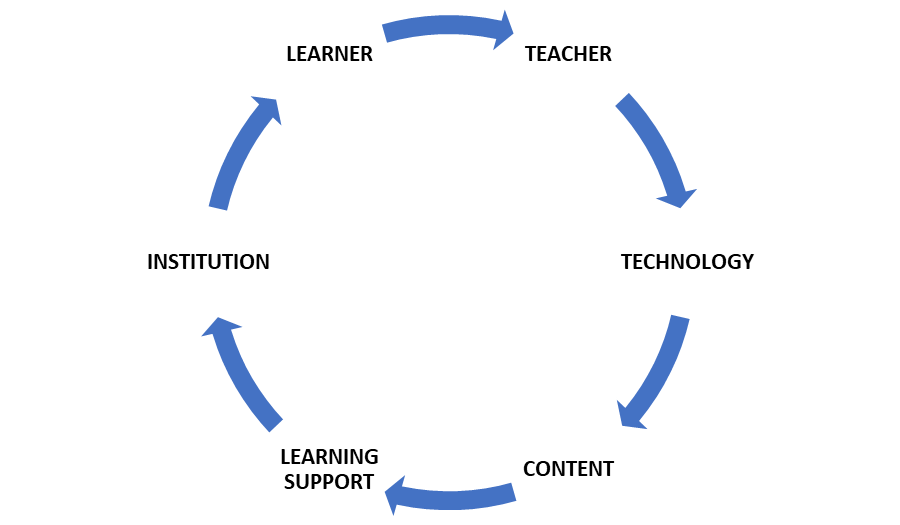 LEARNER
TEACHER
TECHNOLOGY
CONTENT
LEARNING
SUPPORT
INSTITUTION